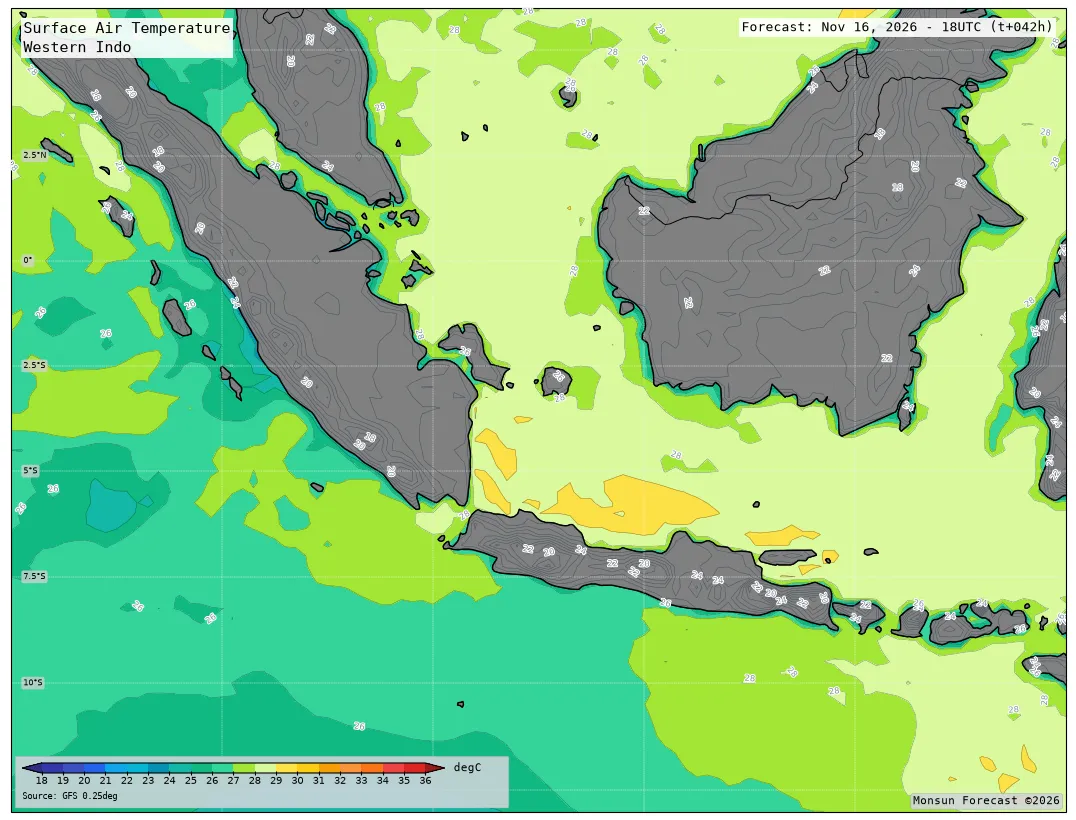 Surface Air Temperature
Western Indo
Forecast: Nov 16, 2026 - 18UTC (t+042h)
2.5°N
0°
2.5°S
5°S
7.5°S
10°S
18 19 20 21 22 23 24 25 26 27 28 29 30 31 32 33 34 35 36 degC
Source: GFS 0.25deg
Monsun Forecast ©2026